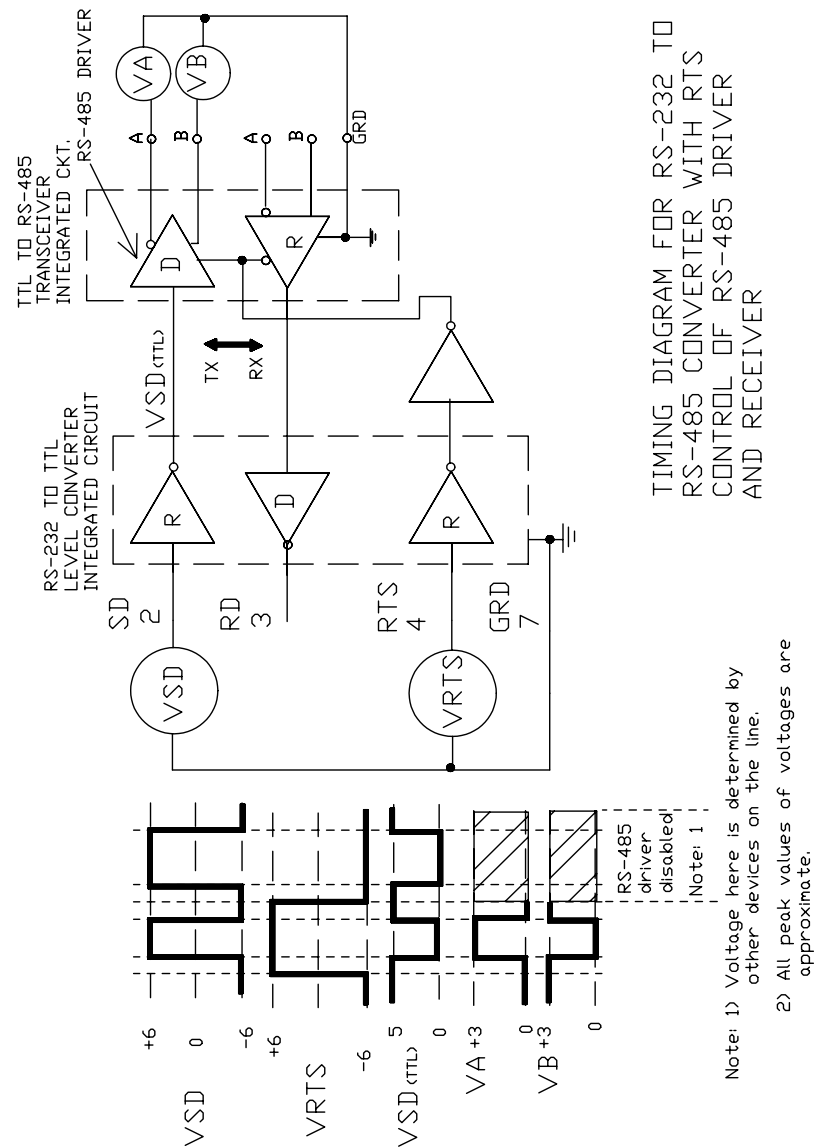 TTL TO RS-485
TRANSCEIVER
INTEGRATED CKT.
RS-485 DRIVER
RS-232 TO TTL
LEVEL CONVERTER
INTEGRATED CIRCUIT
VA
VB
A
B
A
B
GRD
D
R
VSD(TTL)
TX
RX
R
D
R
SD
2
RD
3
RTS
4
GRD
7
VSD
VRTS
VSD
+6
0
-6
VRTS
+6
-6
VSD(TTL)
5
0
VA +3
0
VB +3
0
RS-485
driver
disabled
Note: 1
Note: 1) Voltage here is determined by
other devices on the line.
2) All peak values of voltages are
approximate.
TIMING DIAGRAM FOR RS-232 TO
RS-485 CONVERTER WITH RTS
CONTROL OF RS-485 DRIVER
AND RECEIVER